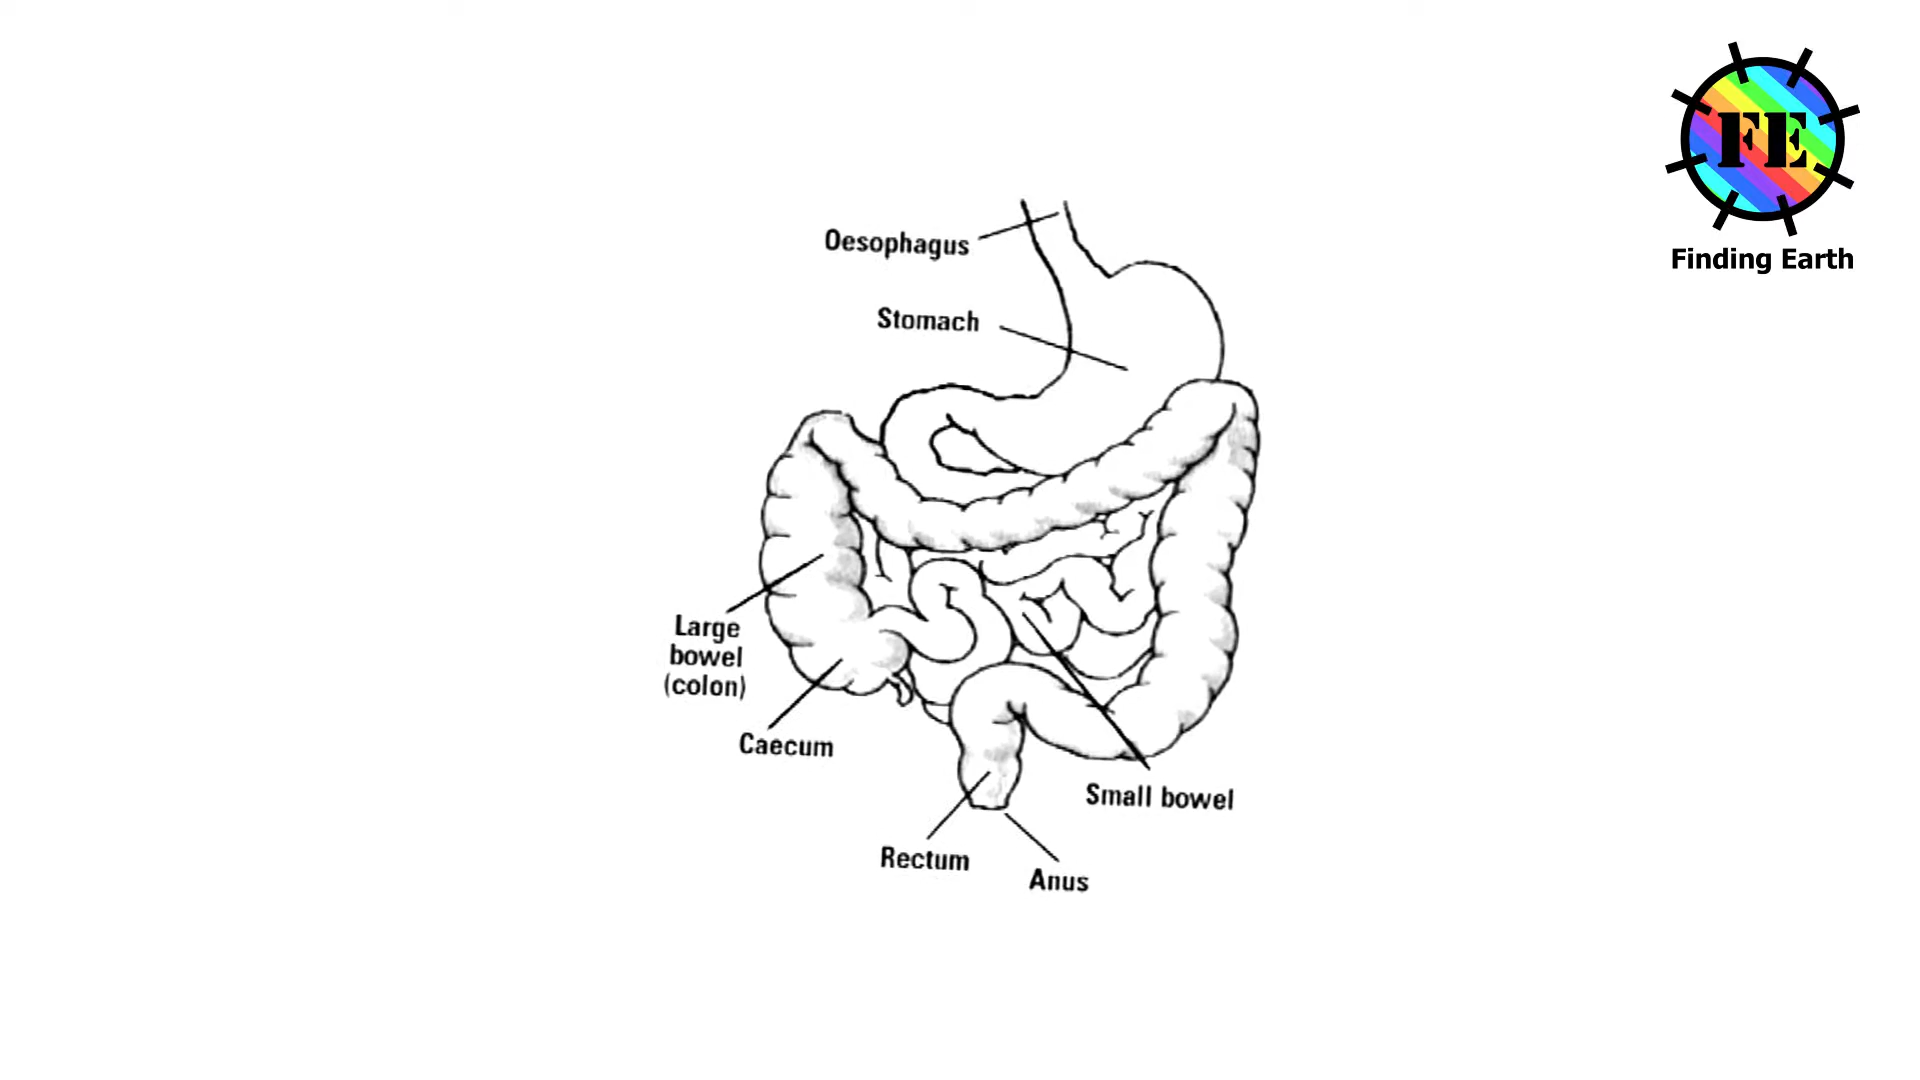 FE
Finding Earth
Oesophagus
Stomach
Large
bowel
(colon)
Caecum
Small bowel
Rectum
Anus